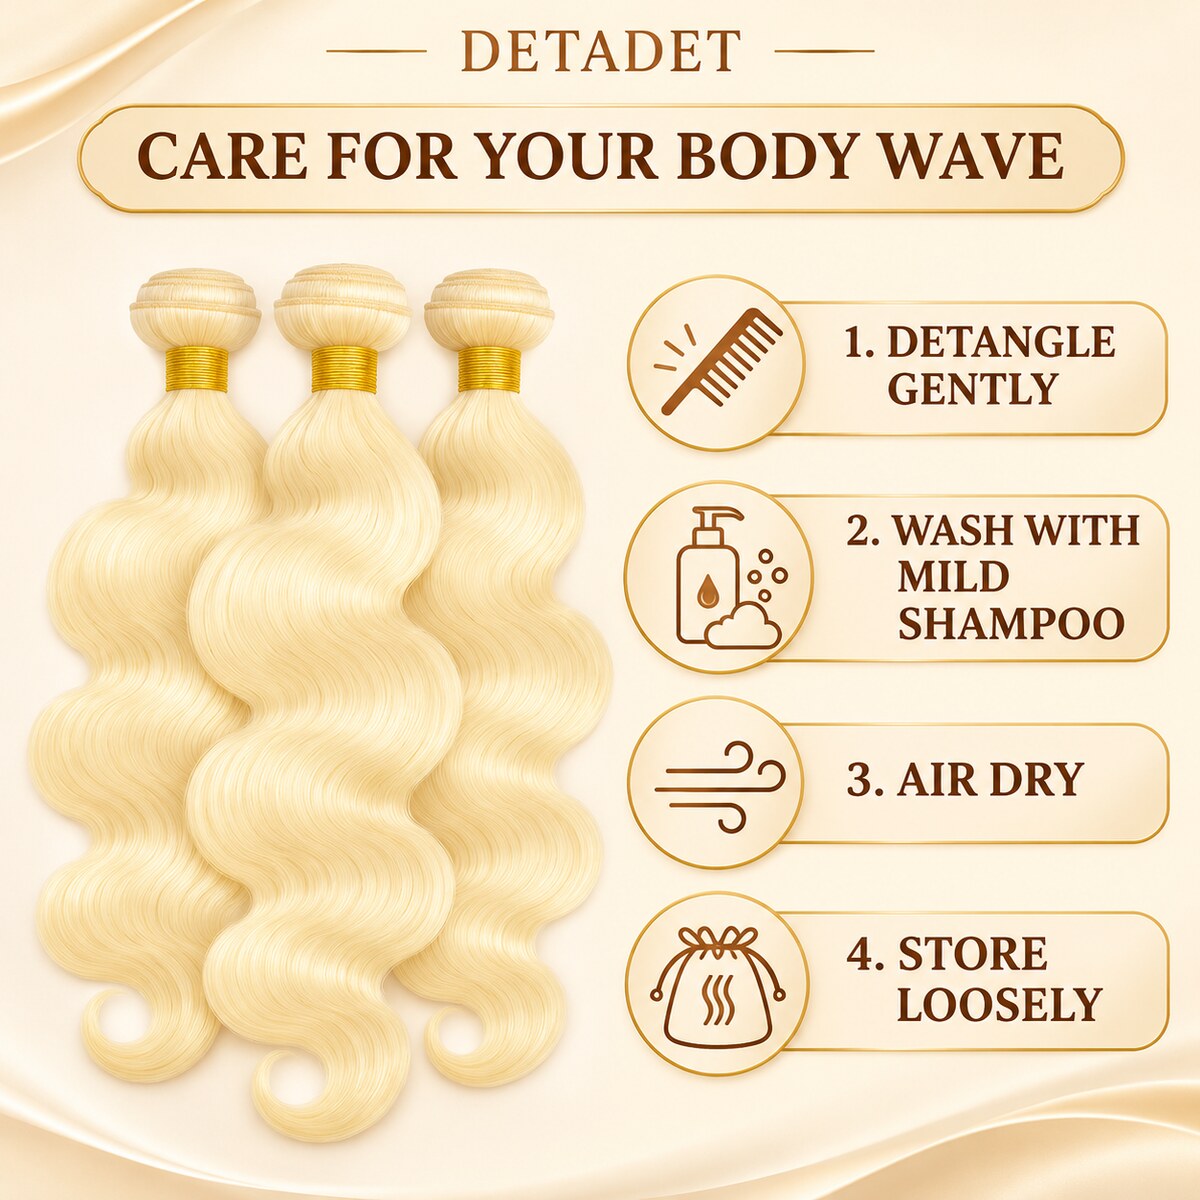 DETADET
CARE FOR YOUR BODY WAVE
1. DETANGLE
GENTLY
2. WASH WITH
MILD
SHAMPOO
3. AIR DRY
4. STORE
LOOSELY